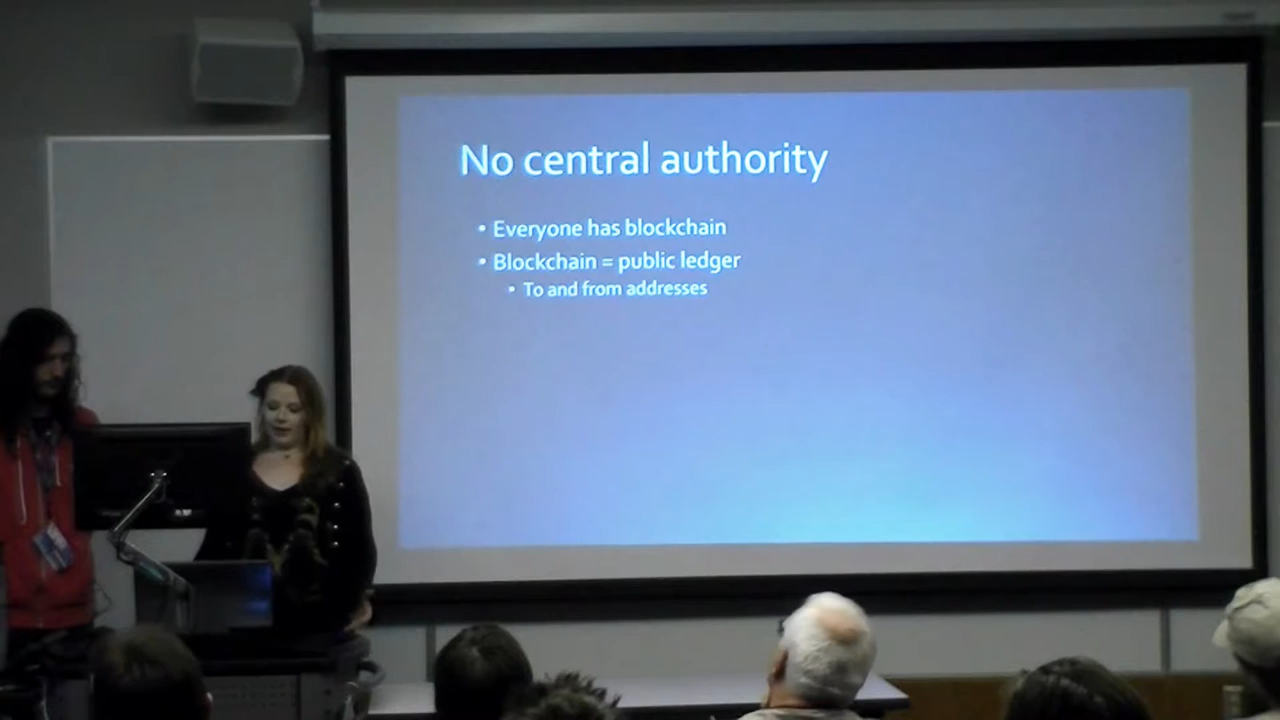 No central authority
• Everyone has blockchain
• Blockchain = public ledger
• To and from addresses